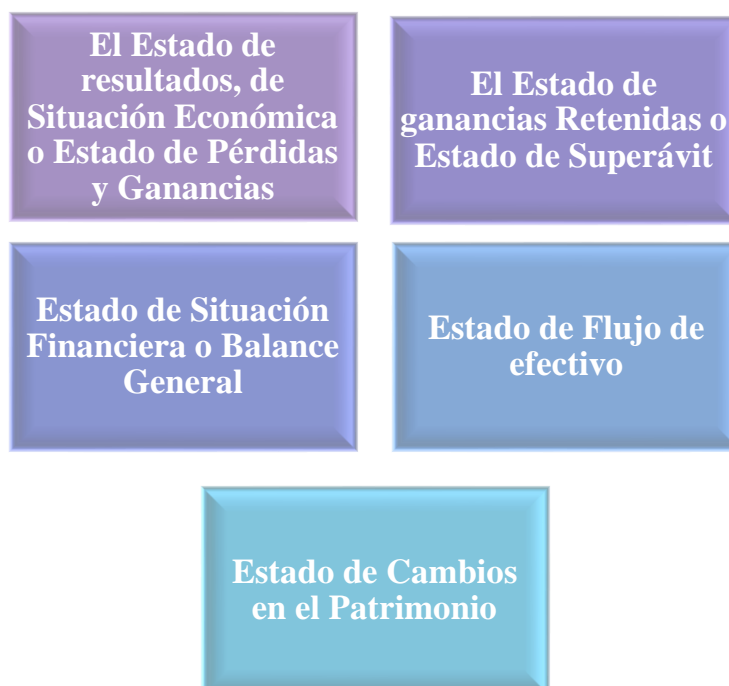 El Estado de
resultados, de
Situación Económica
o Estado de Pérdidas
y Ganancias
El Estado de
ganancias Retenidas o
Estado de Superávit
Estado de Situación
Financiera o Balance
General
Estado de Flujo de
efectivo
Estado de Cambios
en el Patrimonio